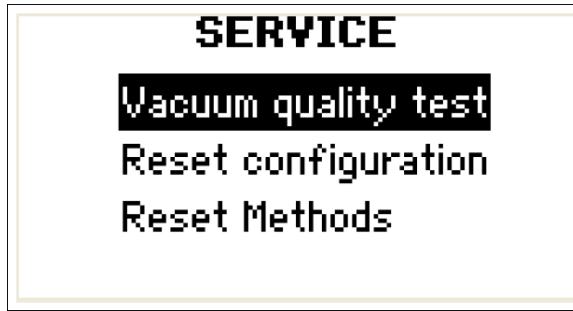 SERVICE
Vacuum quality test
Reset configuration
Reset Methods